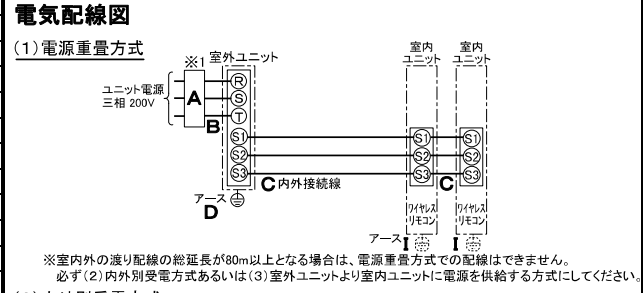 電気配線図
(1)電源重畳方式
※1
室外ユニット
室内
ユニット
室内
ユニット
ユニット電源
三相 200V
A
B
R
S
T
S1
S2
S3
S1
S2
S3
S1
S2
S3
C 内外接続線
C
アース
D
ワイヤレス
リモコン
ワイヤレス
リモコン
アース I
I
※室内外の渡り配線の総延長が80m以上となる場合は、電源重畳方式での配線はできません。
必ず(2)内外別受電方式あるいは(3)室外ユニットより室内ユニットに電源を供給する方式にしてください。